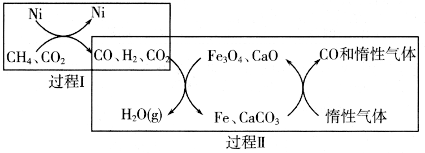 Ni Ni
CH₄、CO₂ CO、H₂、CO₂ Fe₃O₄、CaO CO和惰性气体
过程Ⅰ
H₂O(g) Fe、CaCO₃ 惰性气体
过程Ⅱ